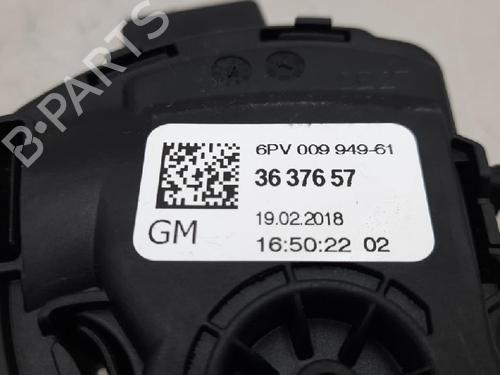 B-PARTS
6PV 009 949-61
36 376 57
19.02.2018
GM
16:50:22 02